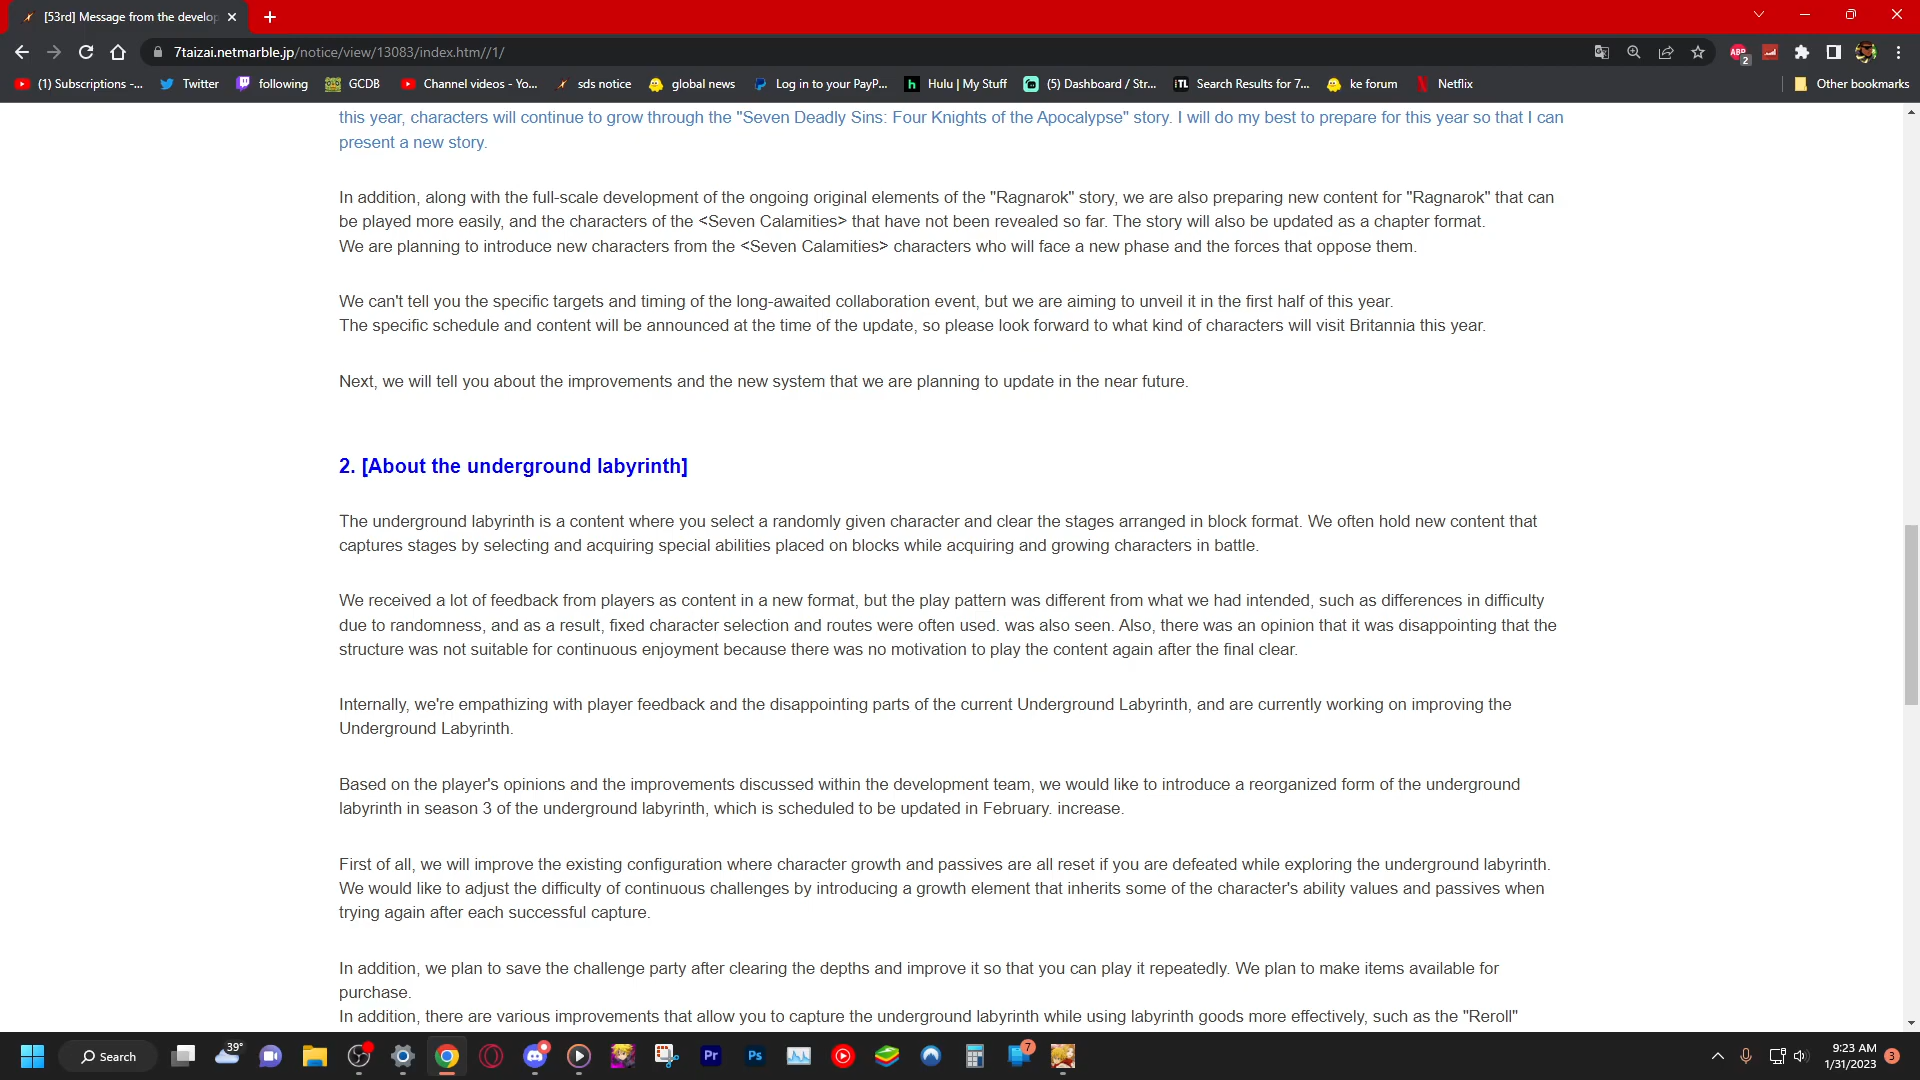 [53rd] Message from the develop
7taizai.netmarble.jp/notice/view/13083/index.htm//1/
ABP
2
(1) Subscriptions -...
Twitter
following
GCDB
Channel videos - Yo...
sds notice
global news
Log in to your PayP...
h
Hulu | My Stuff
(5) Dashboard / Str...
iTL
Search Results for 7...
ke forum
Netflix
Other bookmarks
this year, characters will continue to grow through the "Seven Deadly Sins: Four Knights of the Apocalypse" story. I will do my best to prepare for this year so that I can
present a new story.
In addition, along with the full-scale development of the ongoing original elements of the "Ragnarok" story, we are also preparing new content for "Ragnarok" that can
be played more easily, and the characters of the <Seven Calamities> that have not been revealed so far. The story will also be updated as a chapter format.
We are planning to introduce new characters from the <Seven Calamities> characters who will face a new phase and the forces that oppose them.
We can't tell you the specific targets and timing of the long-awaited collaboration event, but we are aiming to unveil it in the first half of this year.
The specific schedule and content will be announced at the time of the update, so please look forward to what kind of characters will visit Britannia this year.
Next, we will tell you about the improvements and the new system that we are planning to update in the near future.
2. [About the underground labyrinth]
The underground labyrinth is a content where you select a randomly given character and clear the stages arranged in block format. We often hold new content that
captures stages by selecting and acquiring special abilities placed on blocks while acquiring and growing characters in battle.
We received a lot of feedback from players as content in a new format, but the play pattern was different from what we had intended, such as differences in difficulty
due to randomness, and as a result, fixed character selection and routes were often used. was also seen. Also, there was an opinion that it was disappointing that the
structure was not suitable for continuous enjoyment because there was no motivation to play the content again after the final clear.
Internally, we're empathizing with player feedback and the disappointing parts of the current Underground Labyrinth, and are currently working on improving the
Underground Labyrinth.
Based on the player's opinions and the improvements discussed within the development team, we would like to introduce a reorganized form of the underground
labyrinth in season 3 of the underground labyrinth, which is scheduled to be updated in February. increase.
First of all, we will improve the existing configuration where character growth and passives are all reset if you are defeated while exploring the underground labyrinth.
We would like to adjust the difficulty of continuous challenges by introducing a growth element that inherits some of the character's ability values and passives when
trying again after each successful capture.
In addition, we plan to save the challenge party after clearing the depths and improve it so that you can play it repeatedly. We plan to make items available for
purchase.
In addition, there are various improvements that allow you to capture the underground labyrinth while using labyrinth goods more effectively, such as the "Reroll"
Search
39°
Pr
Ps
7
9:23 AM
1/31/2023
3